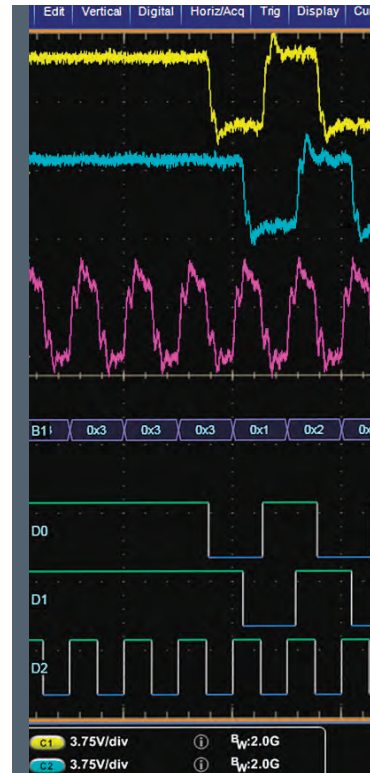 Edit Vertical Digital Horiz/Acq Trig Display
B1 0x3 0x3 0x3 0x1 0x2
D0
D1
D2
C1 3.75V/div BW:2.0G
C2 3.75V/div BW:2.0G